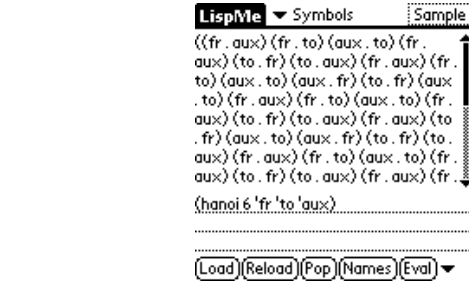 LispMe Symbols Sample
((fr . aux) (fr . to) (aux . to) (fr .
aux) (to . fr) (to . aux) (fr . aux) (fr .
to) (aux . to) (aux . fr) (to . fr) (aux
. to) (fr . aux) (fr . to) (aux . to) (fr .
aux) (to . fr) (to . aux) (fr . aux) (to
. fr) (aux . to) (aux . fr) (to . fr) (to .
aux) (fr . aux) (fr . to) (aux . to) (fr .
aux) (to . fr) (to . aux) (fr . aux) (fr .
(hanoi 6 'fr 'to 'aux)
Load Reload Pop Names Eval